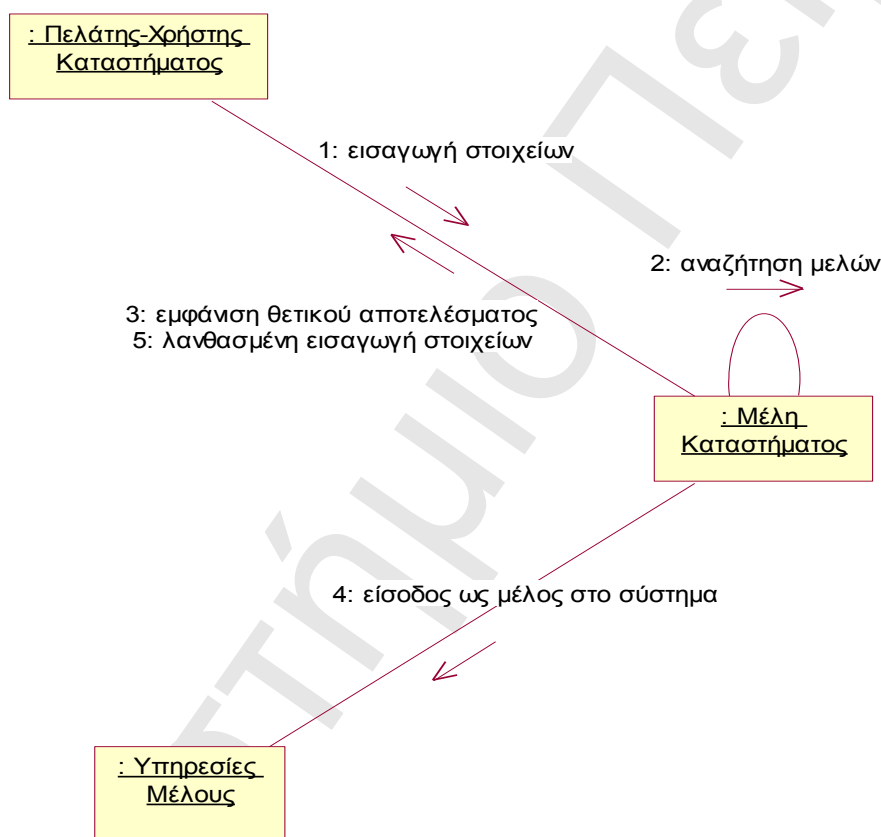 : Πελάτης-Χρήστης
Καταστήματος
1: εισαγωγή στοιχείων
2: αναζήτηση μελών
3: εμφάνιση θετικού αποτελέσματος
5: λανθασμένη εισαγωγή στοιχείων
: Μέλη
Καταστήματος
4: είσοδος ως μέλος στο σύστημα
: Υπηρεσίες
Μέλους